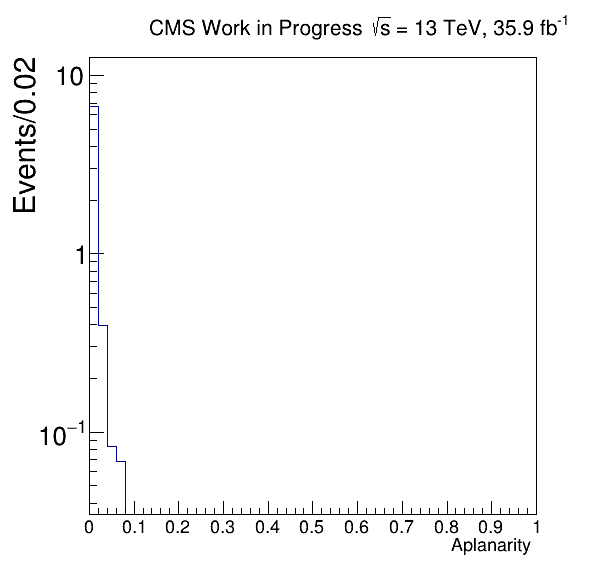 CMS Work in Progress √s = 13 TeV, 35.9 fb⁻¹
Events/0.02
10
1
10⁻¹
0 0.1 0.2 0.3 0.4 0.5 0.6 0.7 0.8 0.9 1
Aplanarity